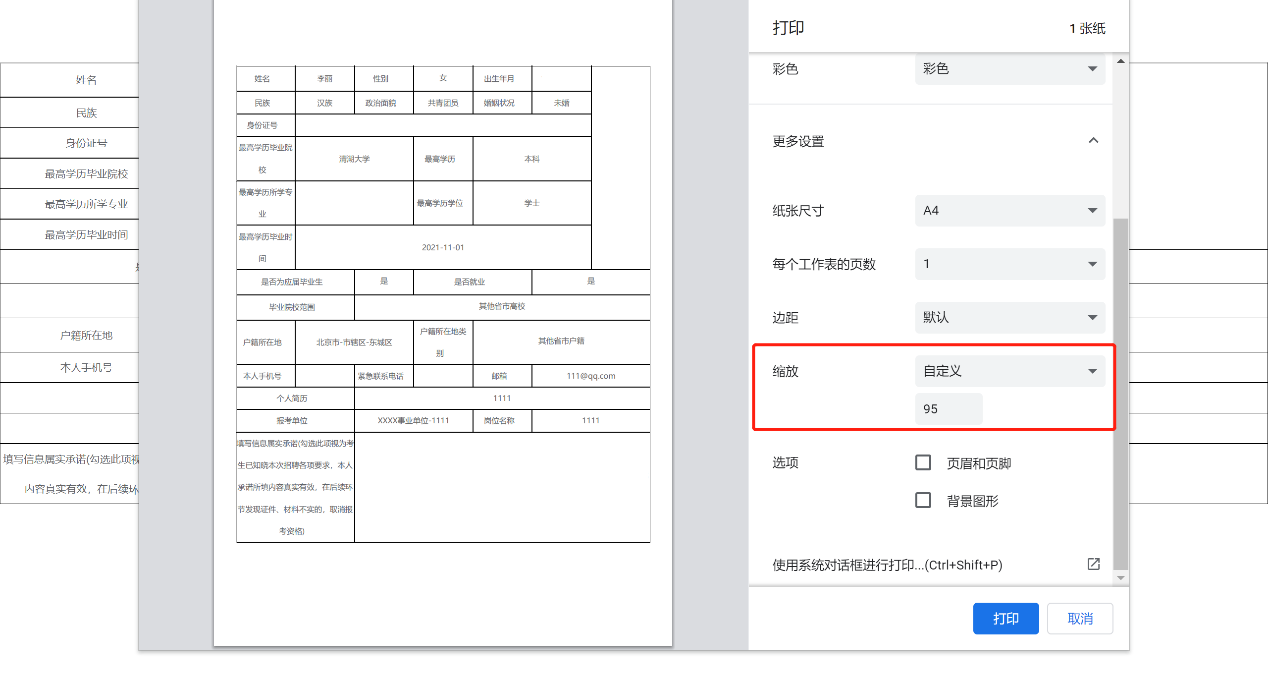 打印
1 张纸
彩色
彩色
更多设置
纸张尺寸
A4
每个工作表的页数
1
边距
默认
缩放
自定义
95
选项
页眉和页脚
背景图形
使用系统对话框进行打印...(Ctrl+Shift+P)
打印
取消
姓名
李丽
性别
女
出生年月
民族
汉族
政治面貌
共青团员
婚姻状况
未婚
身份证号
最高学历毕业院
校
清湖大学
最高学历
本科
最高学历所学专
业
最高学历学位
学士
最高学历毕业时
间
2021-11-01
是否为应届毕业生
是
是否就业
是
毕业院校范围
其他省市高校
户籍所在地
北京市-市辖区-东城区
户籍所在地类
别
其他省市户籍
本人手机号
紧急联系电话
邮箱
111@qq.com
个人简历
1111
报考单位
XXXX事业单位-1111
岗位名称
1111
填写信息属实承诺(勾选此项视为考
生已知晓本次招聘各项要求，本人
承诺所填内容真实有效，在后续环
节发现证件、材料不实的，取消报
考资格)
姓名
民族
身份证号
最高学历毕业院校
最高学历所学专业
最高学历毕业时间
户籍所在地
本人手机号
填写信息属实承诺(勾选此项视
内容真实有效，在后续环